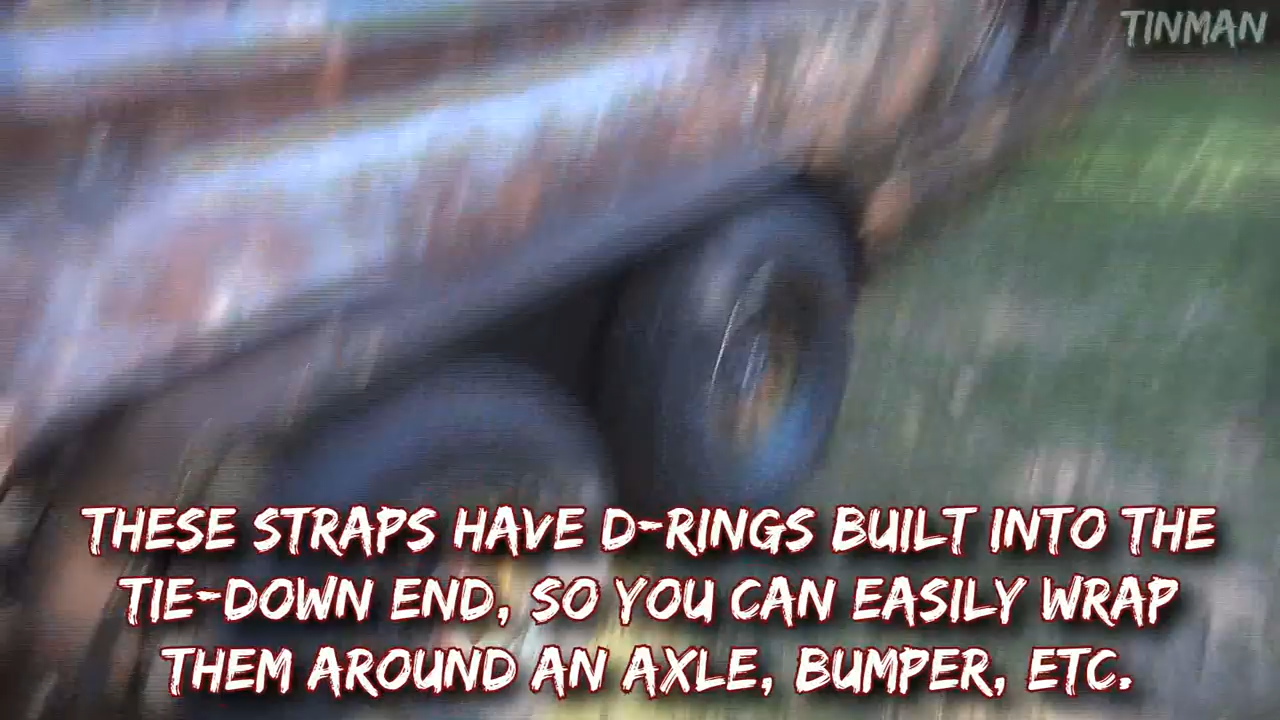 TINMAN
THESE STRAPS HAVE D-RINGS BUILT INTO THE
TIE-DOWN END, SO YOU CAN EASILY WRAP
THEM AROUND AN AXLE, BUMPER, ETC.